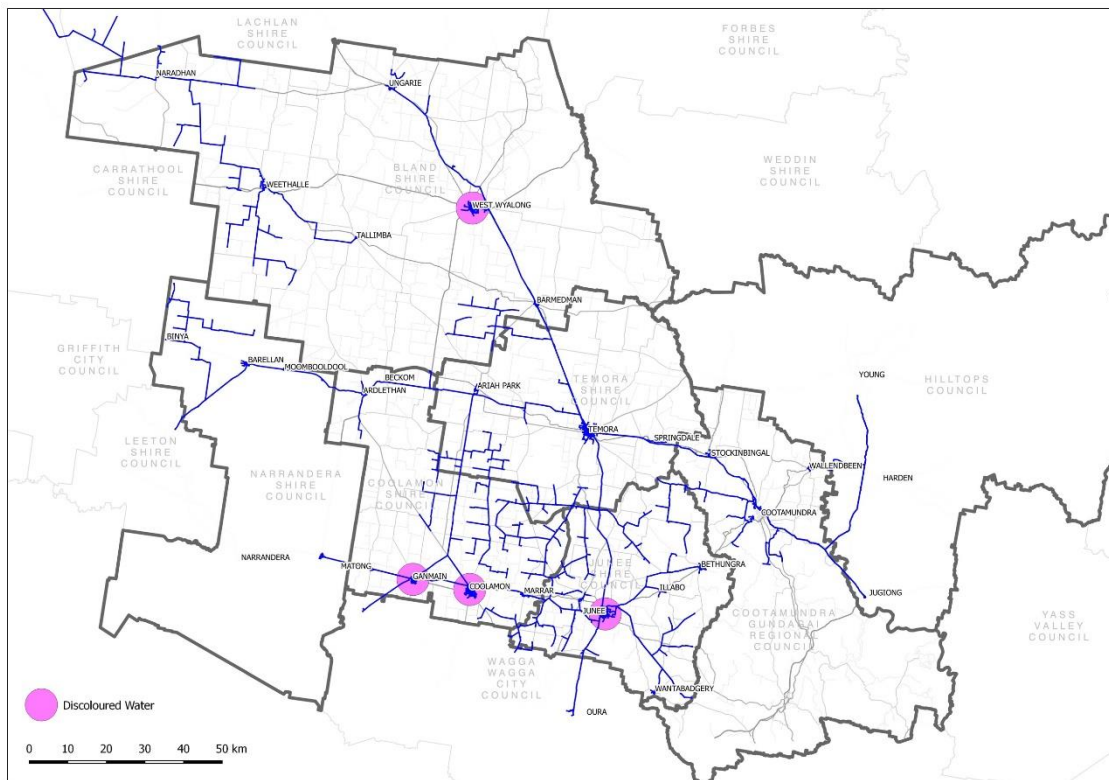 LACHLAN
SHIRE
COUNCIL
FORBES
SHIRE
COUNCIL
NARADHAN
UNGARIE
CARRATHOOL
SHIRE
COUNCIL
BLAND
SHIRE
COUNCIL
WEDDIN
SHIRE
COUNCIL
WEETHALLE
WEST WYALONG
TALLIMBA
BARMEDMAN
BINYA
GRIFFITH
CITY
COUNCIL
BARELLAN
MOOMBOOLDOOL
BECKOM
ARDLETHAN
ARIAH PARK
TEMORA
SHIRE
COUNCIL
YOUNG
HILLTOPS
COUNCIL
TEMORA
SPRINGDALE
STOCKINBINGAL
WALLENDBEEN
HARDEN
LEETON
SHIRE
COUNCIL
NARRANDERA
SHIRE
COUNCIL
COOLAMON
SHIRE
COUNCIL
COOTAMUNDRA
NARRANDERA
MATONG
GANMAIN
COOLAMON
MARRAR
JUNEE
SHIRE
COUNCIL
JUNEE
BETHUNGRA
ILLABO
JUGIONG
COOTAMUNDRA
GUNDAGAI
REGIONAL
COUNCIL
YASS
VALLEY
COUNCIL
WAGGA
WAGGA
CITY
COUNCIL
WANTABADGERY
OURA
Discoloured Water
0 10 20 30 40 50 km